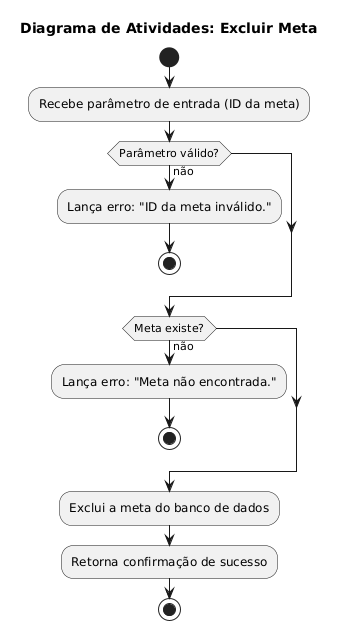 Diagrama de Atividades: Excluir Meta
Recebe parâmetro de entrada (ID da meta)
Parâmetro válido?
não
Lança erro: "ID da meta inválido."
Meta existe?
não
Lança erro: "Meta não encontrada."
Exclui a meta do banco de dados
Retorna confirmação de sucesso